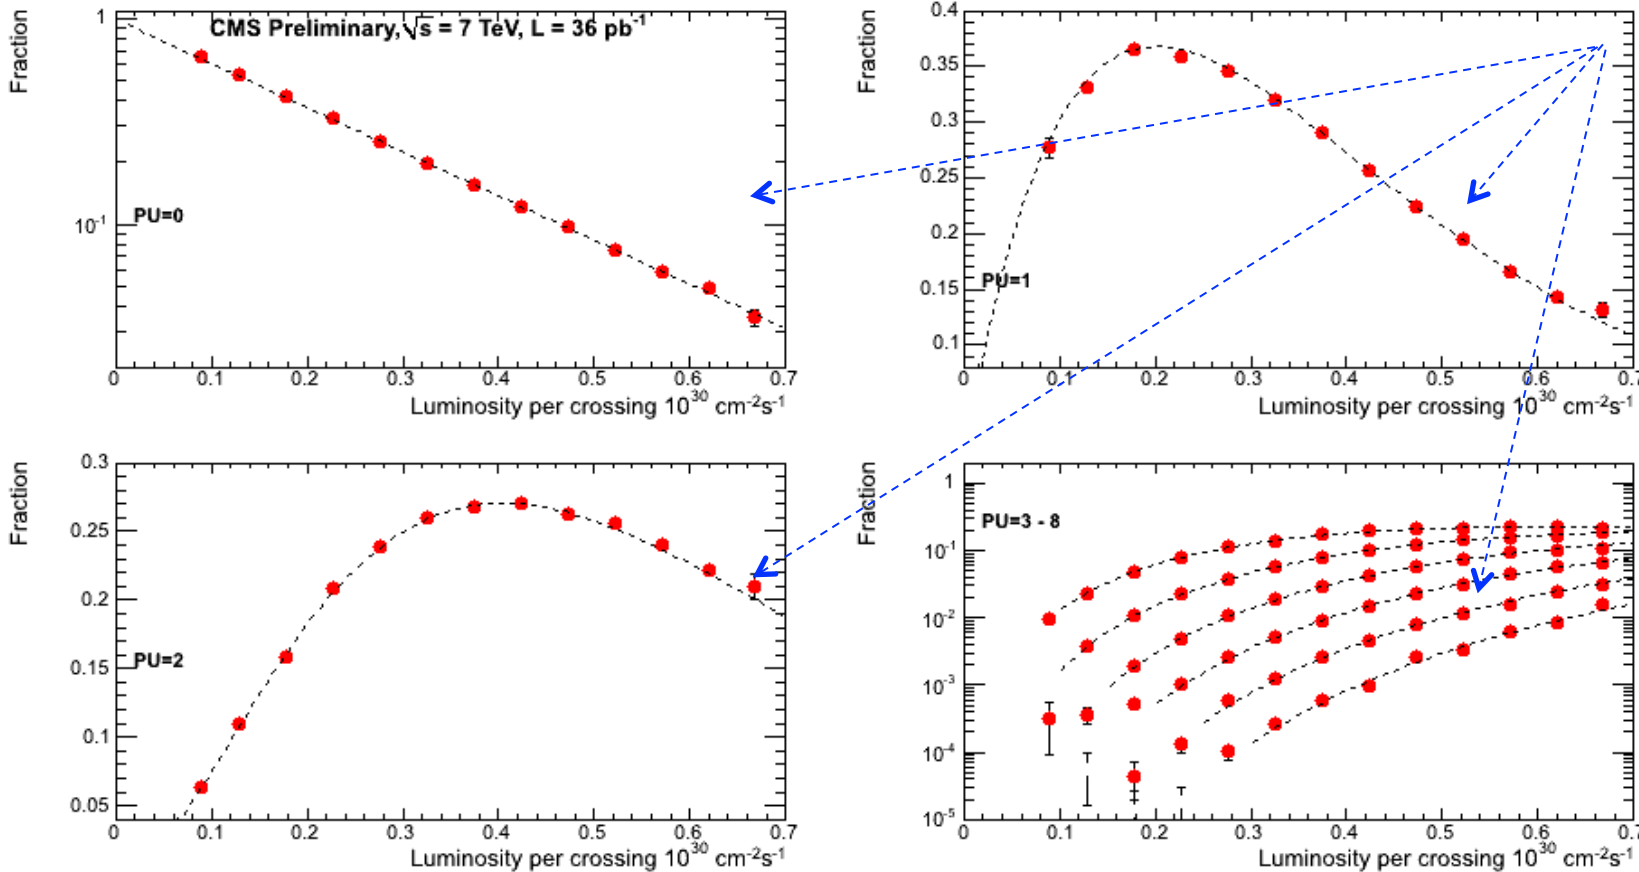 CMS Preliminary, √s = 7 TeV, L = 36 pb⁻¹
Fraction
1
10⁻¹
PU=0
0 0.1 0.2 0.3 0.4 0.5 0.6 0.7
Luminosity per crossing 10³⁰ cm⁻²s⁻¹
Fraction
0.4
0.35
0.3
0.25
0.2
0.15
0.1
PU=1
0 0.1 0.2 0.3 0.4 0.5 0.6 0.7
Luminosity per crossing 10³⁰ cm⁻²s⁻¹
Fraction
0.3
0.25
0.2
0.15
0.1
0.05
PU=2
0 0.1 0.2 0.3 0.4 0.5 0.6 0.7
Luminosity per crossing 10³⁰ cm⁻²s⁻¹
Fraction
1
10⁻¹
10⁻²
10⁻³
10⁻⁴
10⁻⁵
PU=3 - 8
0 0.1 0.2 0.3 0.4 0.5 0.6 0.7
Luminosity per crossing 10³⁰ cm⁻²s⁻¹